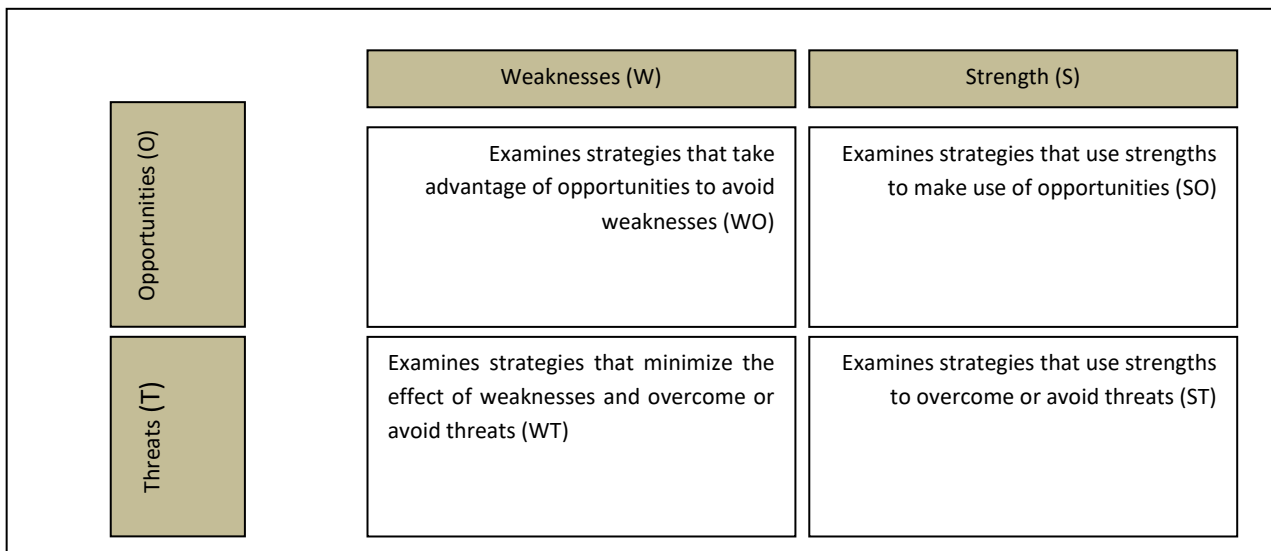 Weaknesses (W)
Strength (S)
Opportunities (O)
Examines strategies that take
advantage of opportunities to avoid
weaknesses (WO)
Examines strategies that use strengths
to make use of opportunities (SO)
Threats (T)
Examines strategies that minimize the
effect of weaknesses and overcome or
avoid threats (WT)
Examines strategies that use strengths
to overcome or avoid threats (ST)